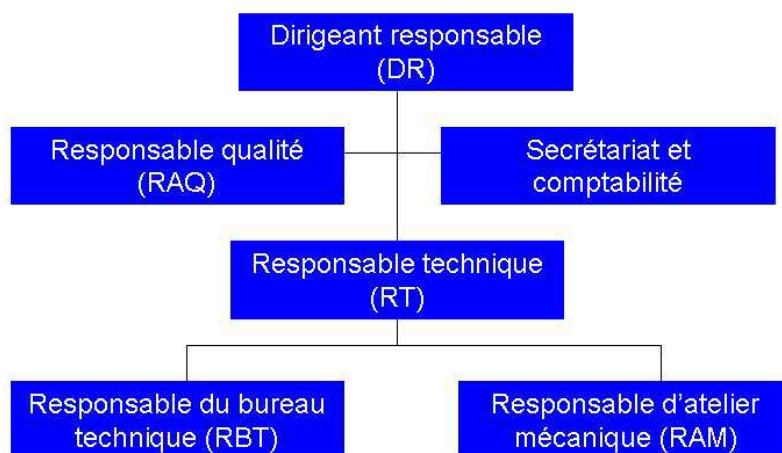 Dirigeant responsable
(DR)
Responsable qualité
(RAQ)
Secrétariat et
comptabilité
Responsable technique
(RT)
Responsable du bureau
technique (RBT)
Responsable d'atelier
mécanique (RAM)